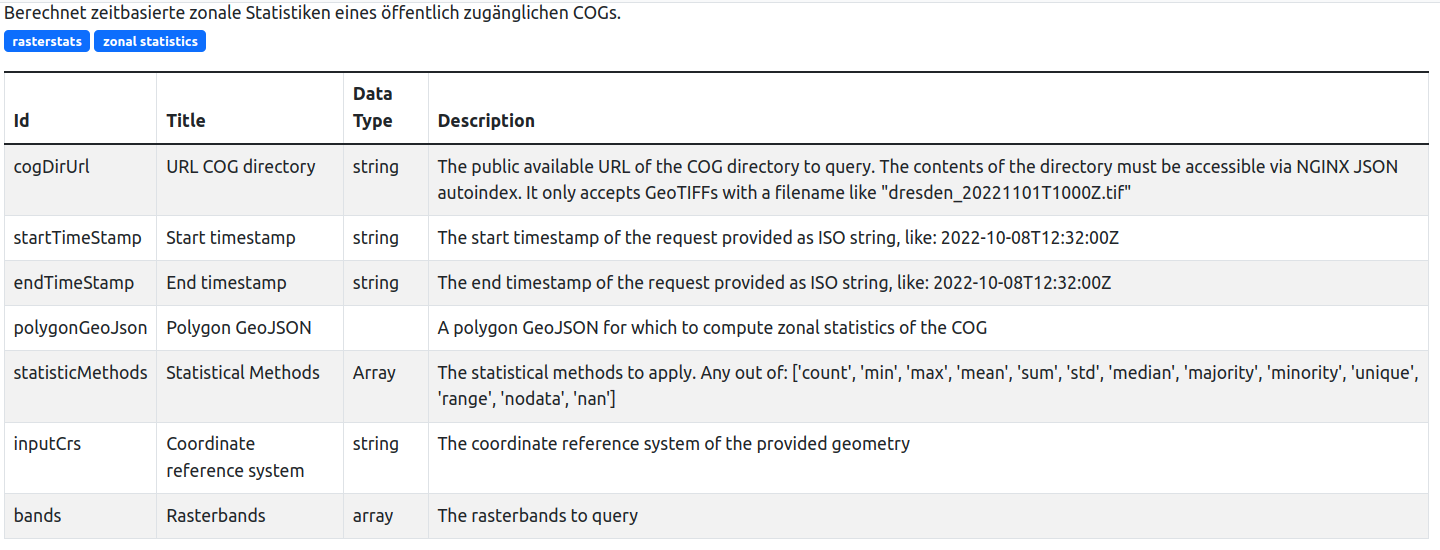 Berechnet zeitbasierte zonale Statistiken eines öffentlich zugänglichen COGs.
rasterstats zonal statistics
Id Title Data Type Description
cogDirUrl URL COG directory string The public available URL of the COG directory to query. The contents of the directory must be accessible via NGINX JSON
autoindex. It only accepts GeoTIFFs with a filename like "dresden_20221101T1000Z.tif"
startTimeStamp Start timestamp string The start timestamp of the request provided as ISO string, like: 2022-10-08T12:32:00Z
endTimeStamp End timestamp string The end timestamp of the request provided as ISO string, like: 2022-10-08T12:32:00Z
polygonGeoJson Polygon GeoJSON A polygon GeoJSON for which to compute zonal statistics of the COG
statisticMethods Statistical Methods Array The statistical methods to apply. Any out of: ['count', 'min', 'max', 'mean', 'sum', 'std', 'median', 'majority', 'minority', 'unique',
'range', 'nodata', 'nan']
inputCrs Coordinate reference system string The coordinate reference system of the provided geometry
bands Rasterbands array The rasterbands to query